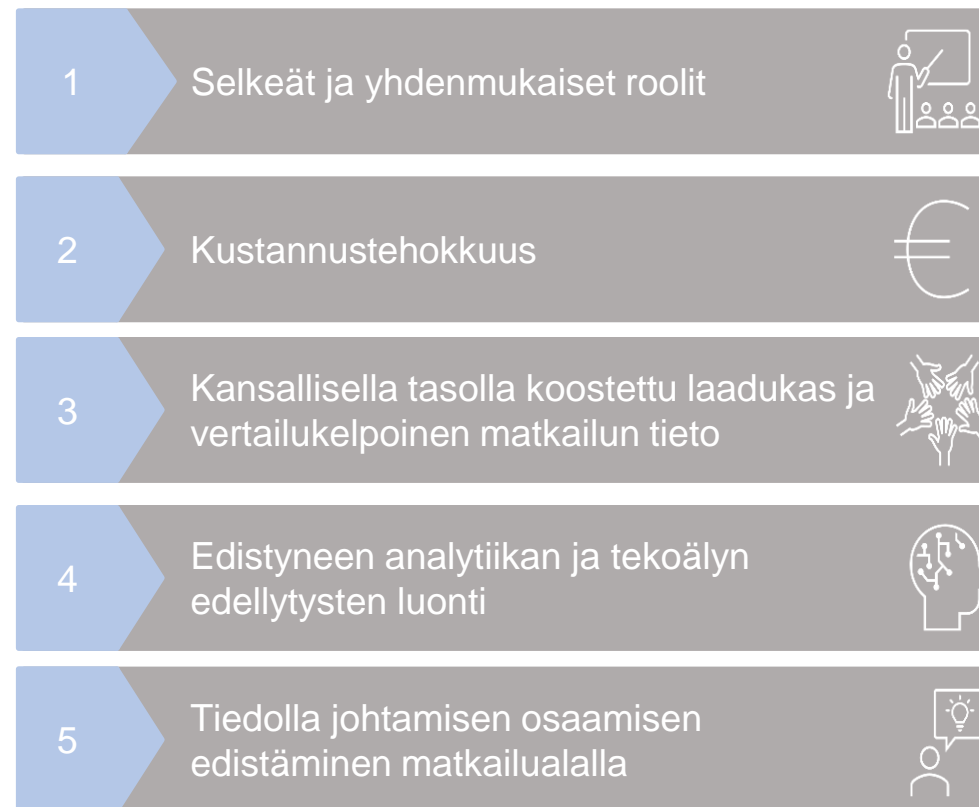 1
Selkeät ja yhdenmukaiset roolit
2
Kustannustehokkuus
3
Kansallisella tasolla koostettu laadukas ja
vertailukelpoinen matkailun tieto
4
Edistyneen analytiikan ja tekoälyn
edellytysten luonti
5
Tiedolla johtamisen osaamisen
edistäminen matkailualalla